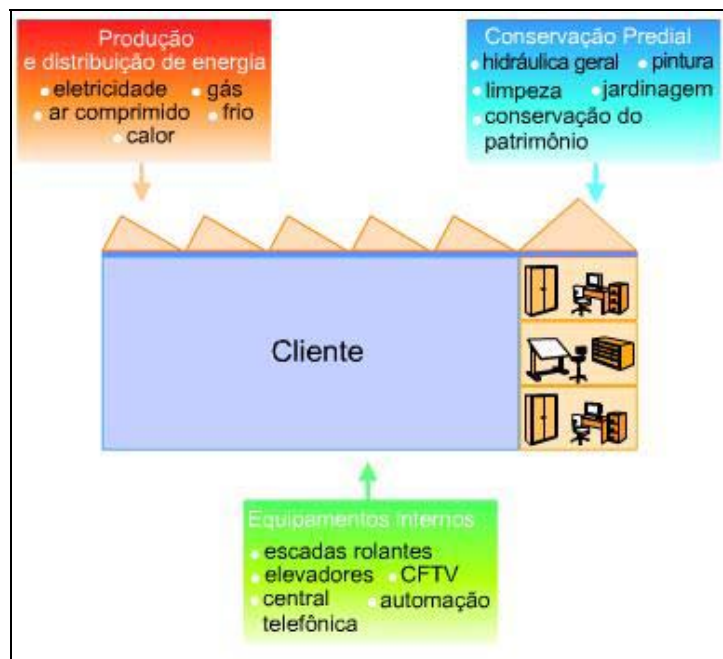 Produção
e distribuição de energia
eletricidade gás
ar comprimido frio
calor
Conservação Predial
hidráulica geral pintura
limpeza jardinagem
conservação do
patrimônio
Cliente
Equipamentos Internos
escadas rolantes
elevadores CFTV
central automação
telefônica